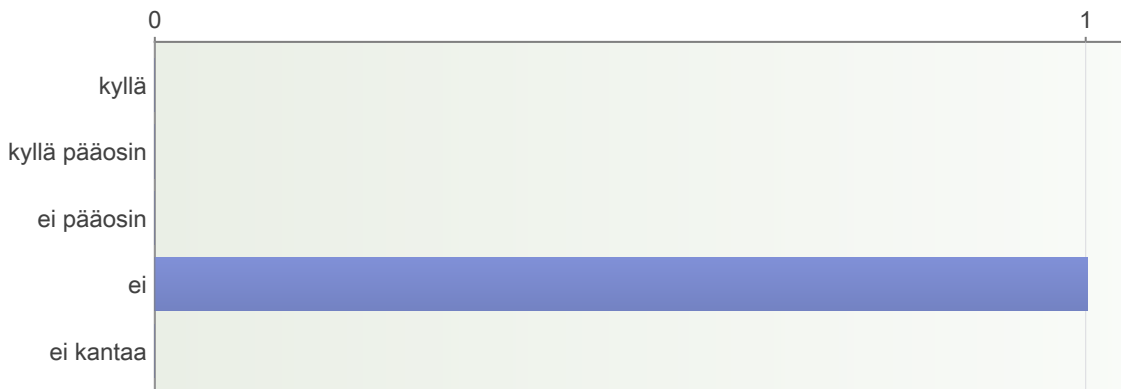 0 1
kyllä
kyllä pääosin
ei pääosin
ei
ei kantaa